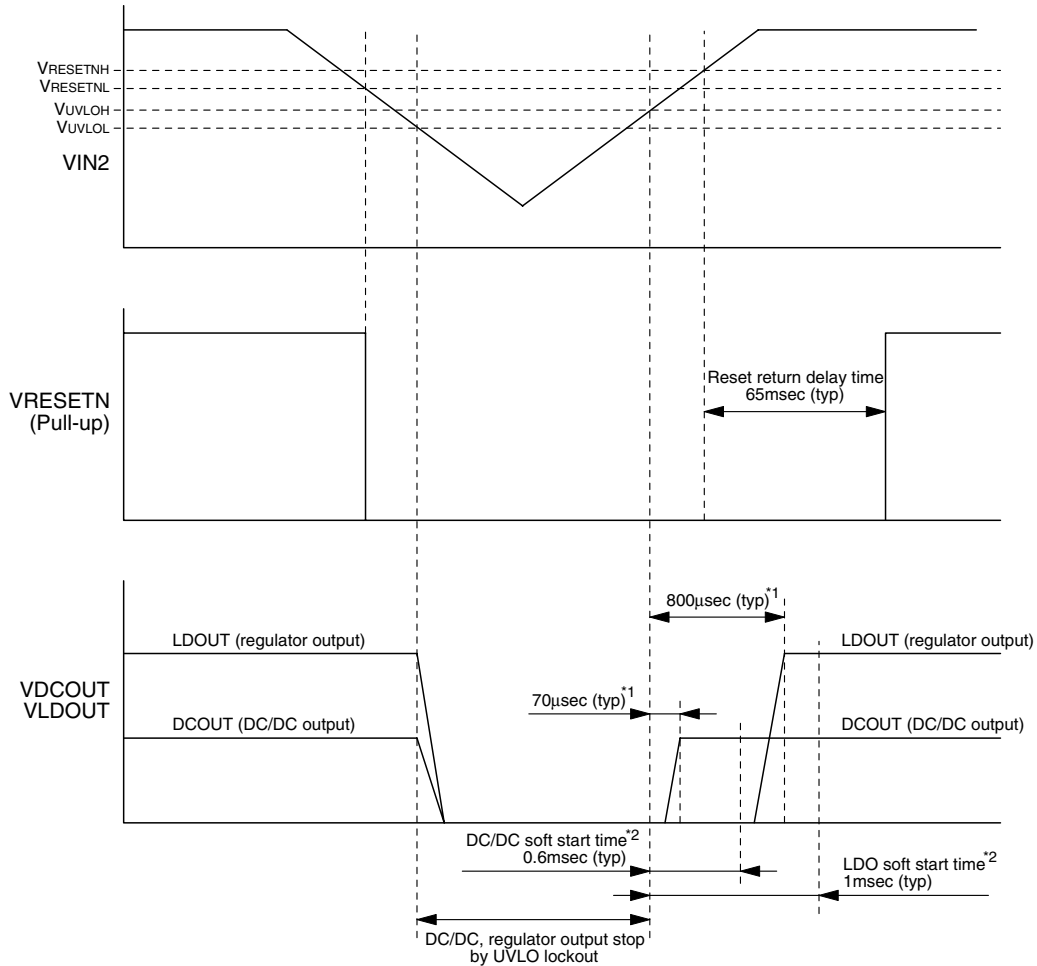 VRESETNH
VRESETNL
VUVLOH
VUVLOL
VIN2
VRESETN
(Pull-up)
Reset return delay time
65msec (typ)
800μsec (typ)*1
LDOUT (regulator output)
LDOUT (regulator output)
VDCOUT
VLDOUT
70μsec (typ)*1
DCOUT (DC/DC output)
DCOUT (DC/DC output)
DC/DC soft start time*2
0.6msec (typ)
LDO soft start time*2
1msec (typ)
DC/DC, regulator output stop
by UVLO lockout